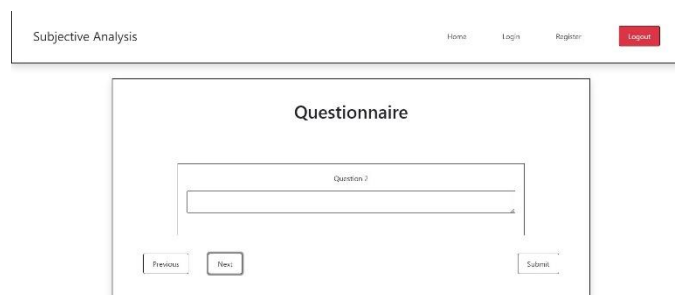 Subjective Analysis
Home Login Register Logout
Questionnaire
Question 2
Previous Next Submit